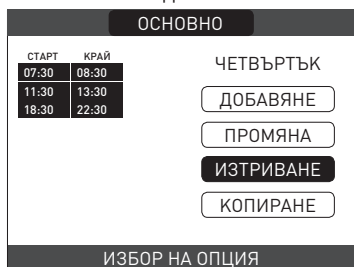 ОСНОВНО
СТАРТ КРАЙ
07:30 08:30
11:30 13:30
18:30 22:30
ЧЕТВЪРТЪК
ДОБАВЯНЕ
ПРОМЯНА
ИЗТРИВАНЕ
КОПИРАНЕ
ИЗБОР НА ОПЦИЯ